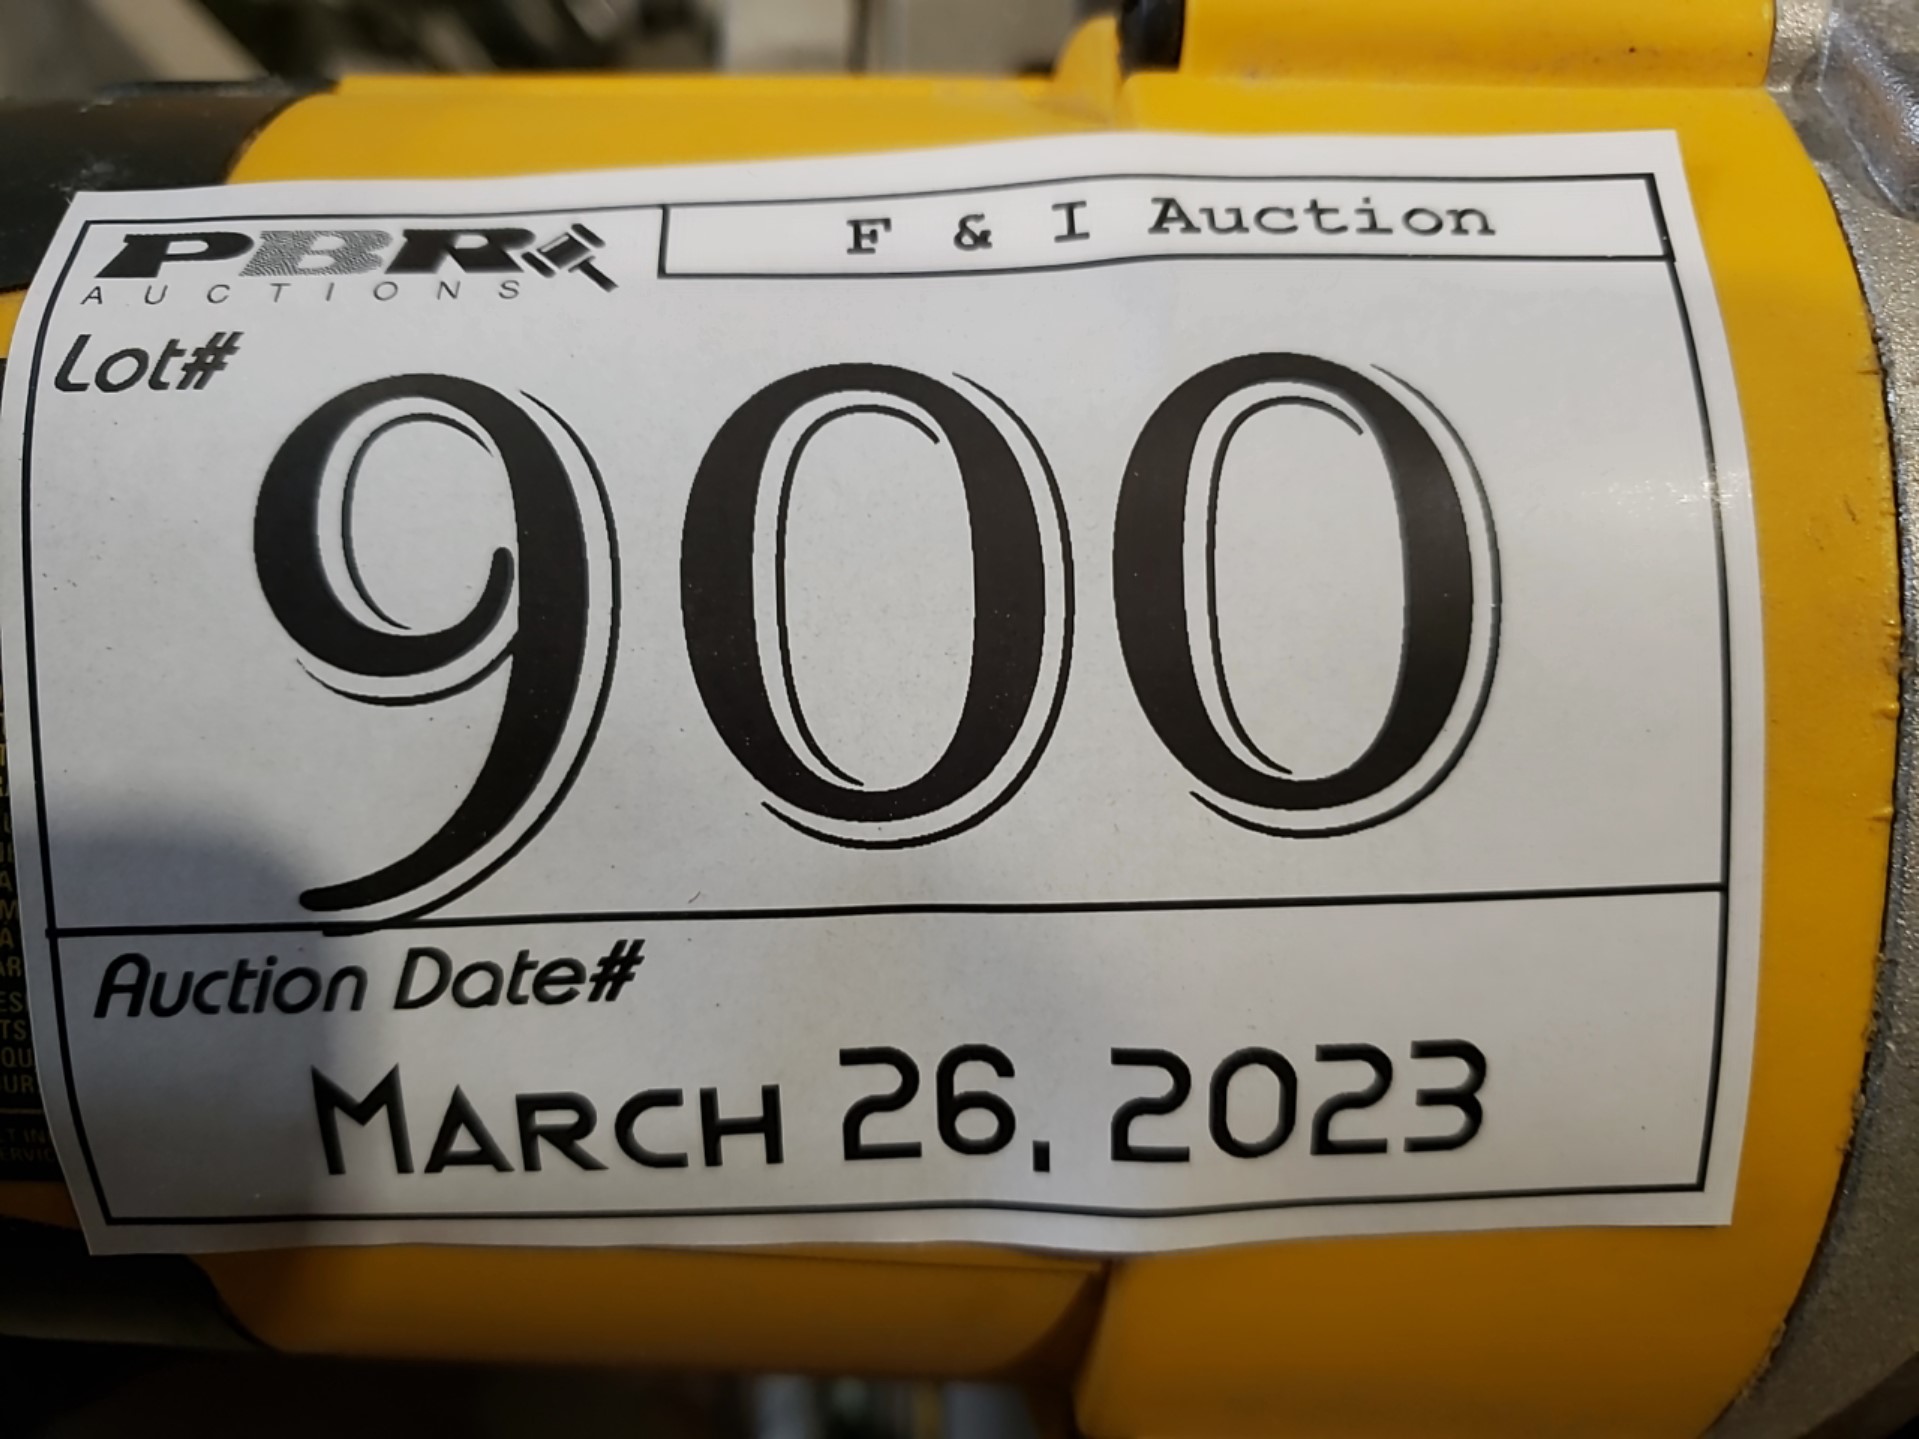 PBR
AUCTIONS
F & I Auction
Lot#
900
Auction Date#
MARCH 26, 2023